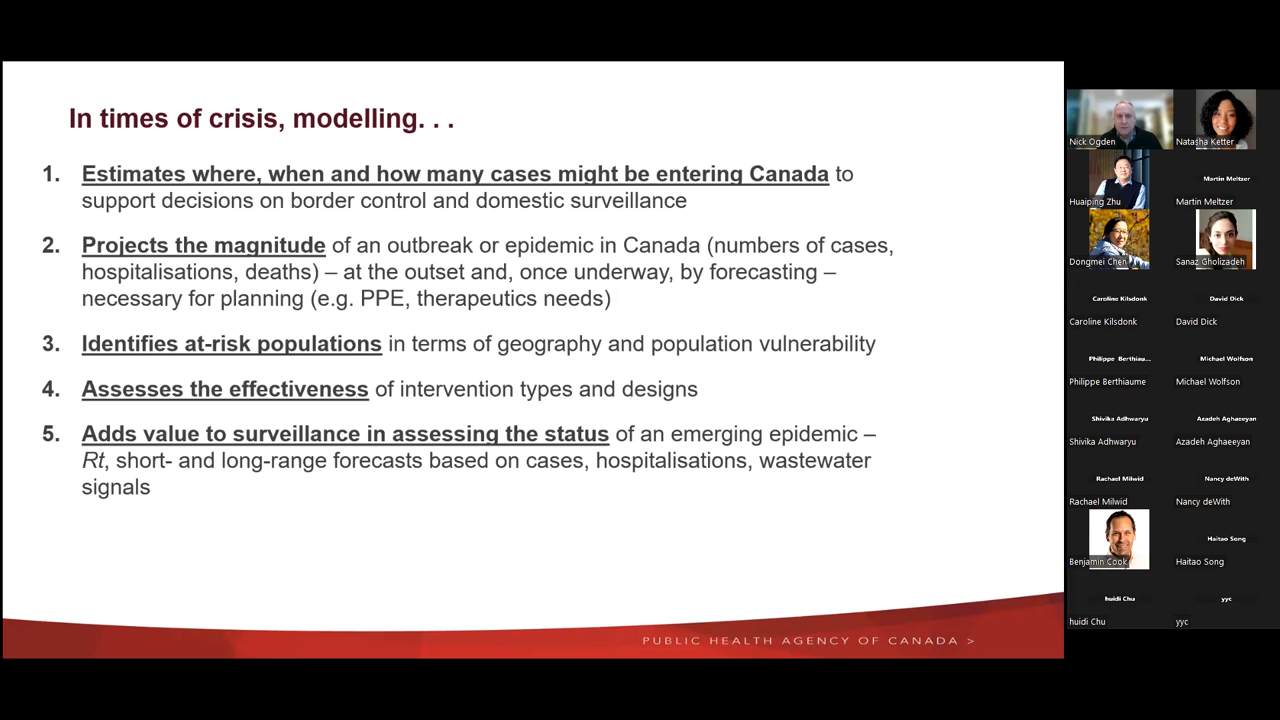 In times of crisis, modelling. . .
1. Estimates where, when and how many cases might be entering Canada to
support decisions on border control and domestic surveillance
2. Projects the magnitude of an outbreak or epidemic in Canada (numbers of cases,
hospitalisations, deaths) – at the outset and, once underway, by forecasting –
necessary for planning (e.g. PPE, therapeutics needs)
3. Identifies at-risk populations in terms of geography and population vulnerability
4. Assesses the effectiveness of intervention types and designs
5. Adds value to surveillance in assessing the status of an emerging epidemic –
Rt, short- and long-range forecasts based on cases, hospitalisations, wastewater
signals
PUBLIC HEALTH AGENCY OF CANADA >
Nick Ogden
Natasha Ketter
Huaiping Zhu
Martin Meltzer
Martin Meltzer
Dongmei Chen
Sanaz Gholizadeh
Caroline Kilsdonk
David Dick
Caroline Kilsdonk
David Dick
Philippe Berthiau...
Michael Wolfson
Philippe Berthiaume
Michael Wolfson
Shivika Adhwaryu
Azadeh Aghaeeyan
Shivika Adhwaryu
Azadeh Aghaeeyan
Rachael Milwid
Nancy deWith
Rachael Milwid
Nancy deWith
Benjamin Cook
Haitao Song
Haitao Song
huidi Chu
yyc
huidi Chu
yyc